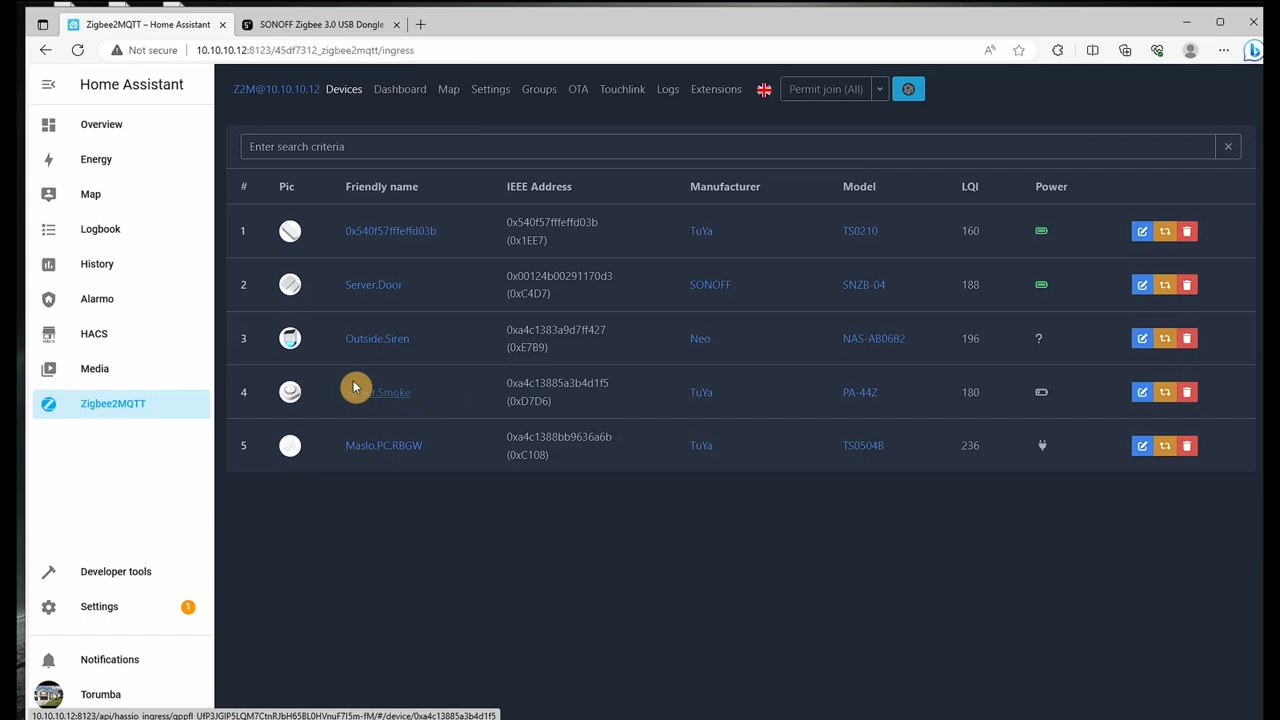 Zigbee2MQTT – Home Assistant
SONOFF Zigbee 3.0 USB Dongle
Not secure
10.10.10.12:8123/45df7312_zigbee2mqtt/ingress
Home Assistant
Overview
Energy
Map
Logbook
History
Alarmo
HACS
HACS
Media
Zigbee2MQTT
Developer tools
Settings 1
Notifications
Torumba
Z2M@10.10.10.12 Devices Dashboard Map Settings Groups OTA Touchlink Logs Extensions Permit join (All)
Enter search criteria
# Pic Friendly name IEEE Address Manufacturer Model LQI Power
1 0x540f57fffeffd03b 0x540f57fffeffd03b (0x1EE7) TuYa TS0210 160
2 Server.Door 0x00124b00291170d3 (0xC4D7) SONOFF SNZB-04 188
3 Outside.Siren 0xa4c1383a9d7ff427 (0xE7B9) Neo NAS-AB06B2 196 ?
4 .Smoke 0xa4c13885a3b4d1f5 (0xD7D6) TuYa PA-44Z 180
5 Maslo.PC.RBGW 0xa4c1388bb9636a6b (0xC108) TuYa TS0504B 236